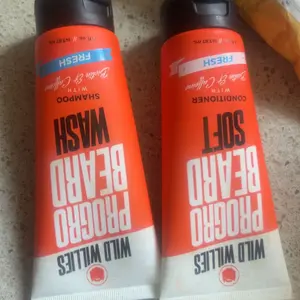 WILD WILLIES
PROGRO
BEARD
SOFT
CONDITIONER
WITH
Biotin & Caffeine
FRESH
WILD WILLIES
PROGRO
BEARD
WASH
SHAMPOO
WITH
Biotin & Caffeine
FRESH